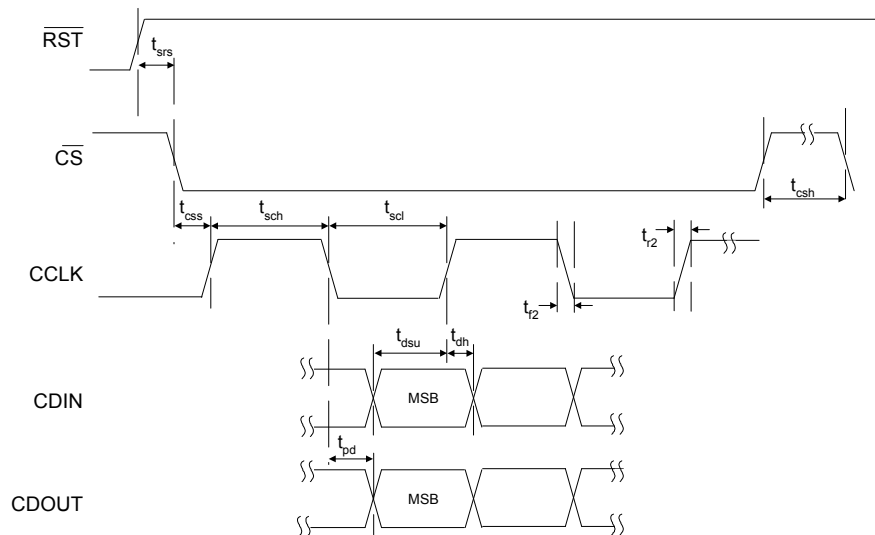 RST
tsrs
CS
tcsh
tcss
tsch
tscl
CCLK
tr2
tf2
tdsu
tdh
CDIN
MSB
tpd
CDOUT
MSB